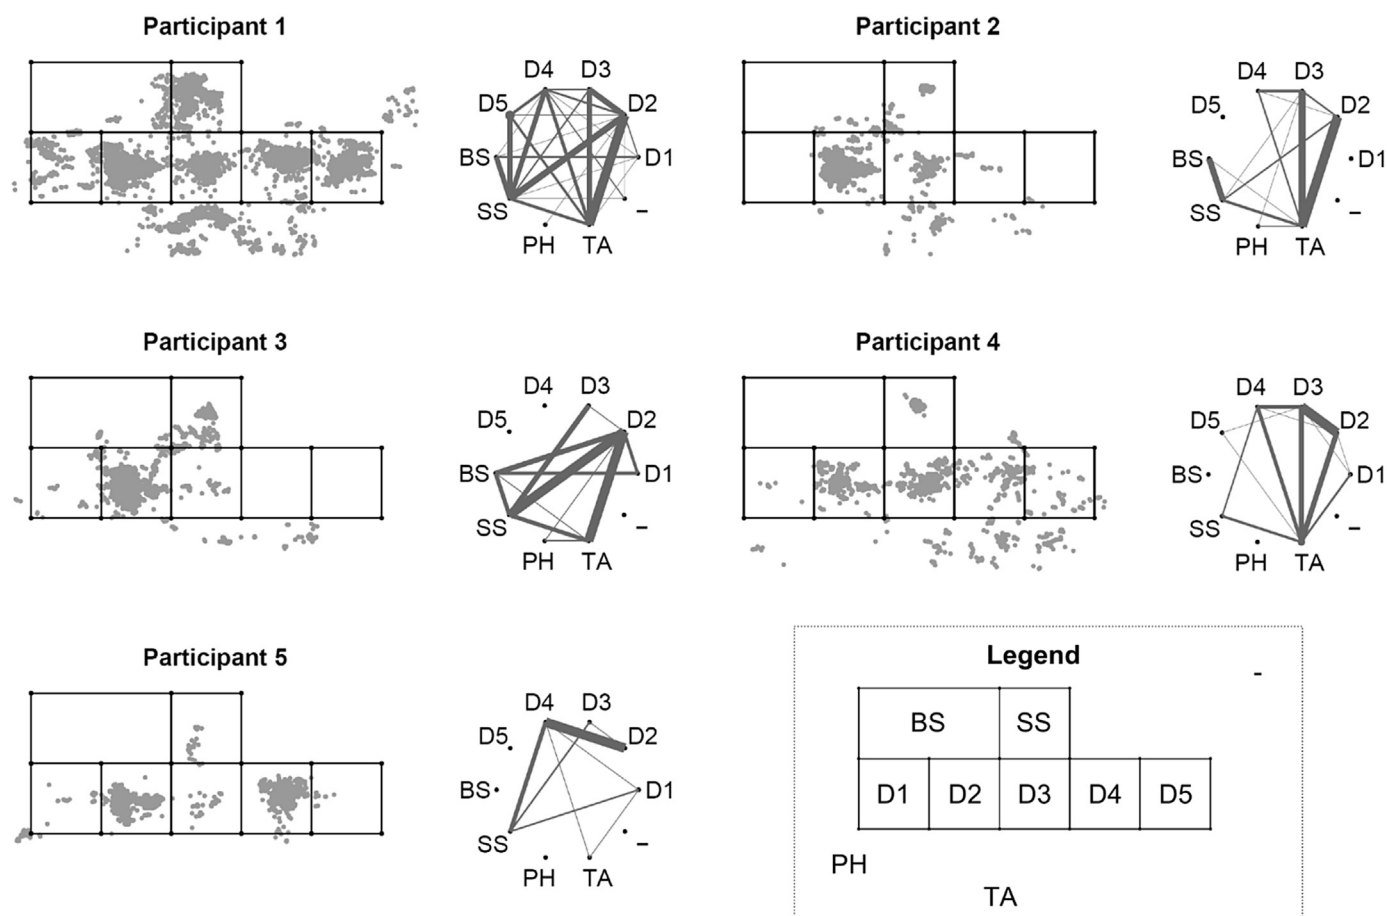 Participant 1
D4 D3
D5 D2
BS D1
SS –
PH TA
Participant 2
D4 D3
D5 D2
BS D1
SS –
PH TA
Participant 3
D4 D3
D5 D2
BS D1
SS –
PH TA
Participant 4
D4 D3
D5 D2
BS D1
SS –
PH TA
Participant 5
D4 D3
D5 D2
BS D1
SS –
PH TA
Legend
-
BS SS
D1 D2 D3 D4 D5
PH
TA